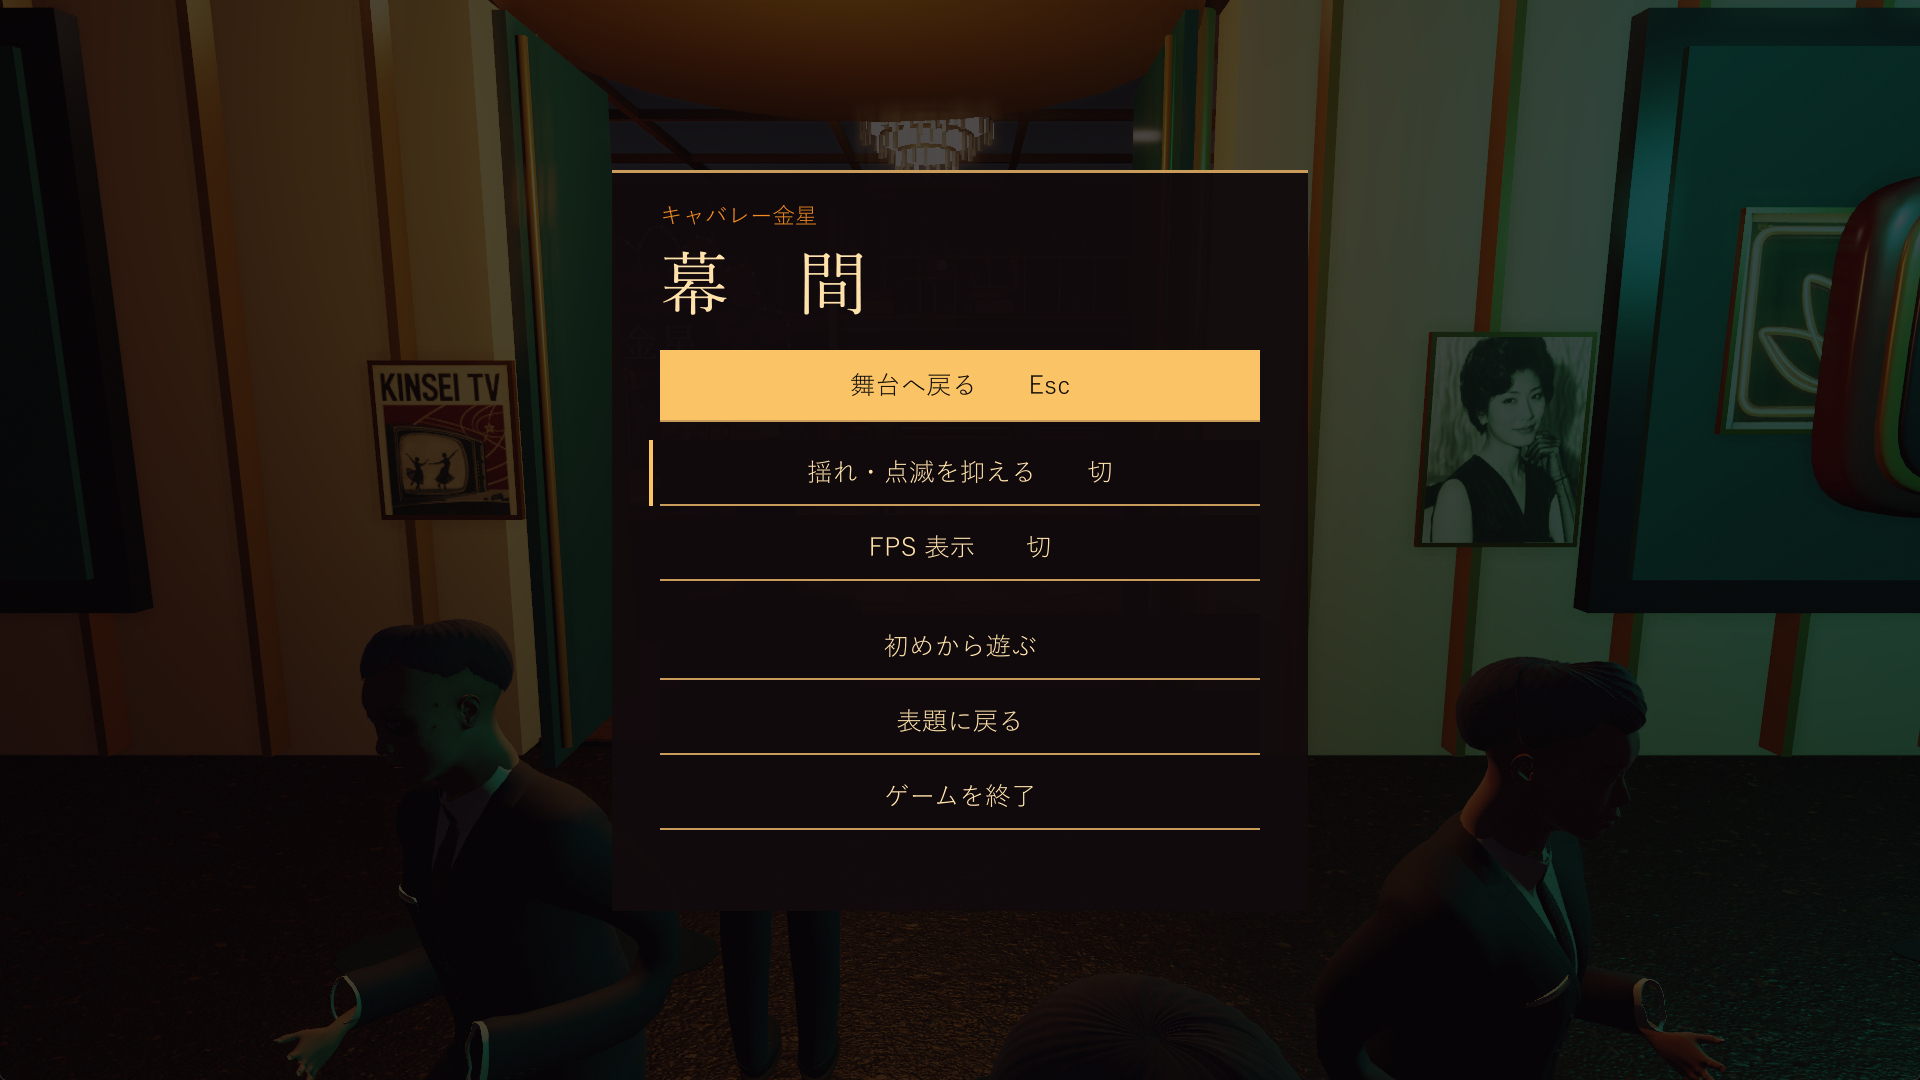 キャバレー金星
幕 間
舞台へ戻る Esc
揺れ・点滅を抑える 切
FPS 表示 切
初めから遊ぶ
表題に戻る
ゲームを終了
KINSEI TV